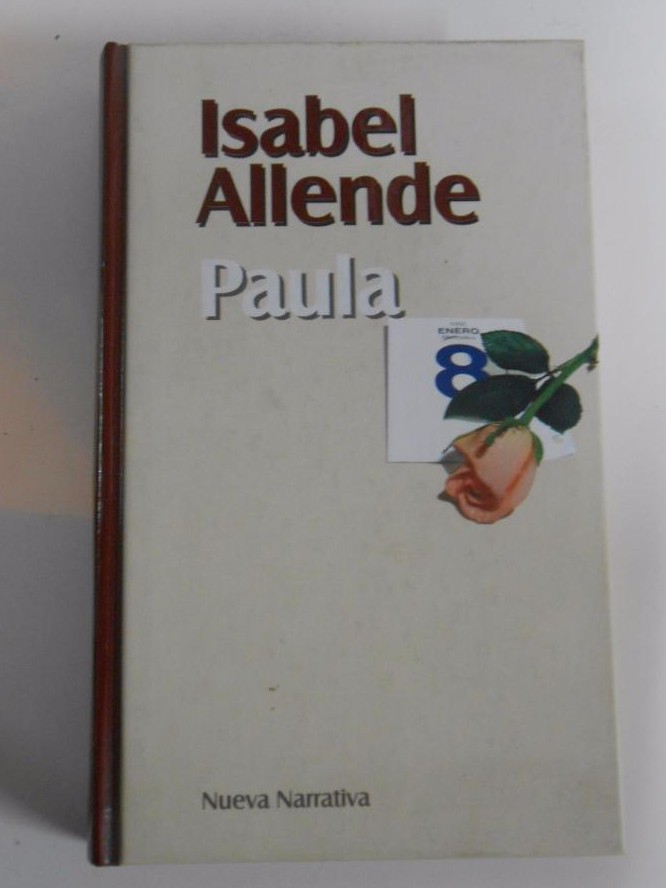 Isabel
Allende
Paula
ENERO
8
Nueva Narrativa